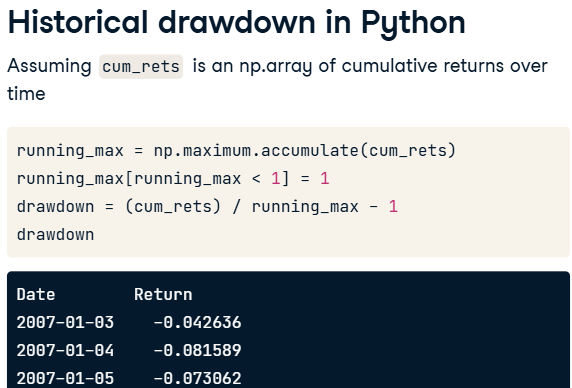 Historical drawdown in Python
Assuming cum_rets is an np.array of cumulative returns over
time
running_max = np.maximum.accumulate(cum_rets)
running_max[running_max < 1] = 1
drawdown = (cum_rets) / running_max - 1
drawdown
Date Return
2007-01-03 -0.042636
2007-01-04 -0.081589
2007-01-05 -0.073062